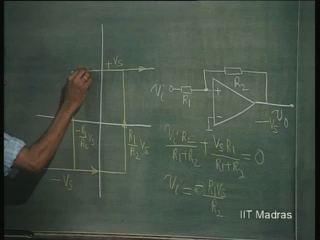 +Vs
Vi
R1
R2
+
-
-Vs
V0
-R1/R2 Vs
R1/R2 Vs
-Vs
Vi R2/R1+R2 + Vs R1/R1+R2 = 0
Vi = - R1Vs/R2
IIT Madras